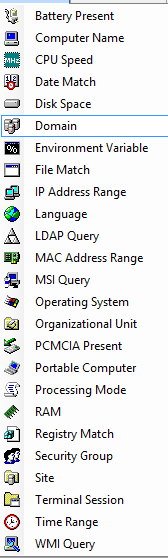 Battery Present
Computer Name
MHz
CPU Speed
Date Match
Disk Space
Domain
%
Environment Variable
File Match
IP Address Range
Language
LDAP Query
MAC Address Range
MSI Query
Operating System
Organizational Unit
PCMCIA Present
Portable Computer
Processing Mode
RAM
Registry Match
Security Group
Site
Terminal Session
Time Range
WMI Query